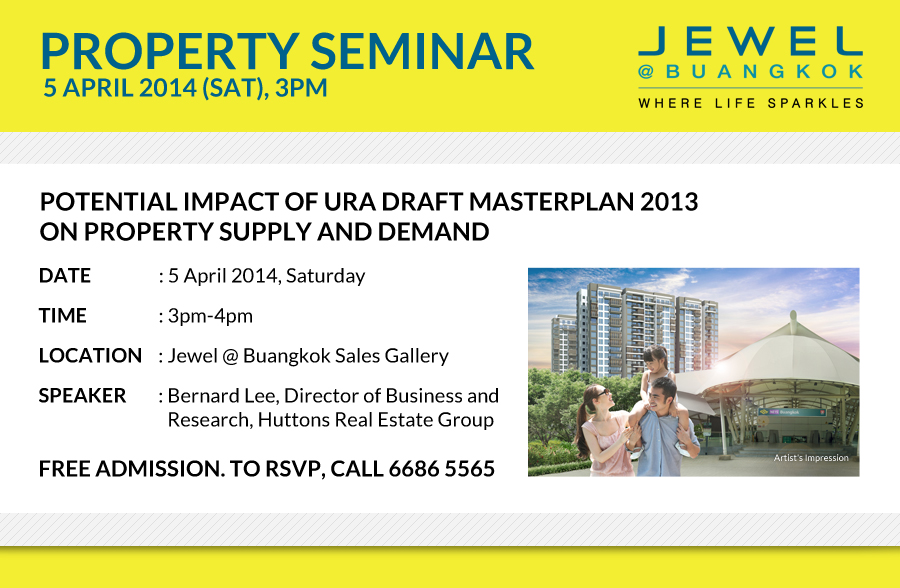 PROPERTY SEMINAR
5 APRIL 2014 (SAT), 3PM
JEWEL
@ BUANGKOK
WHERE LIFE SPARKLES
POTENTIAL IMPACT OF URA DRAFT MASTERPLAN 2013
ON PROPERTY SUPPLY AND DEMAND
DATE : 5 April 2014, Saturday
TIME : 3pm-4pm
LOCATION : Jewel @ Buangkok Sales Gallery
SPEAKER : Bernard Lee, Director of Business and
Research, Huttons Real Estate Group
FREE ADMISSION. TO RSVP, CALL 6686 5565
Buangkok
Artist's Impression